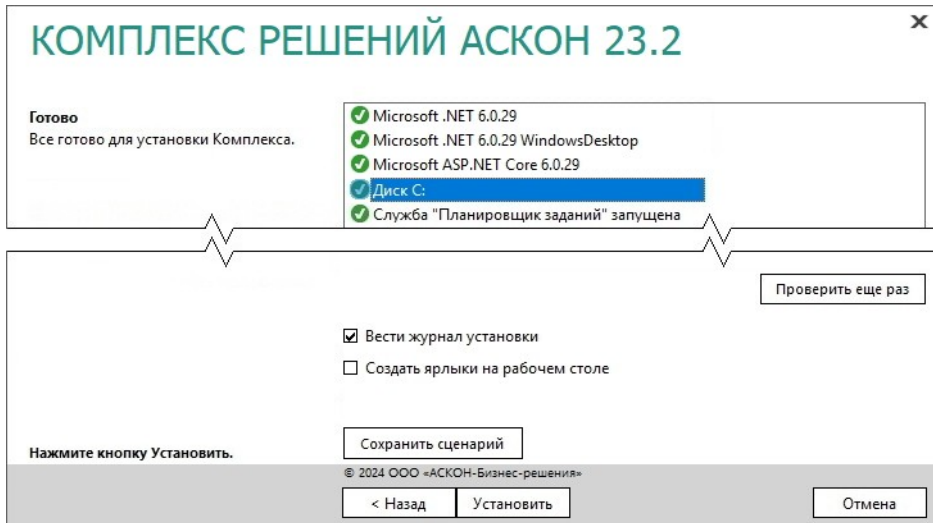 КОМПЛЕКС РЕШЕНИЙ АСКОН 23.2
Готово
Все готово для установки Комплекса.
Microsoft .NET 6.0.29
Microsoft .NET 6.0.29 WindowsDesktop
Microsoft ASP.NET Core 6.0.29
Диск C:
Служба "Планировщик заданий" запущена
Проверить еще раз
Вести журнал установки
Создать ярлыки на рабочем столе
Сохранить сценарий
Нажмите кнопку Установить.
© 2024 ООО «АСКОН-Бизнес-решения»
< Назад
Установить
Отмена